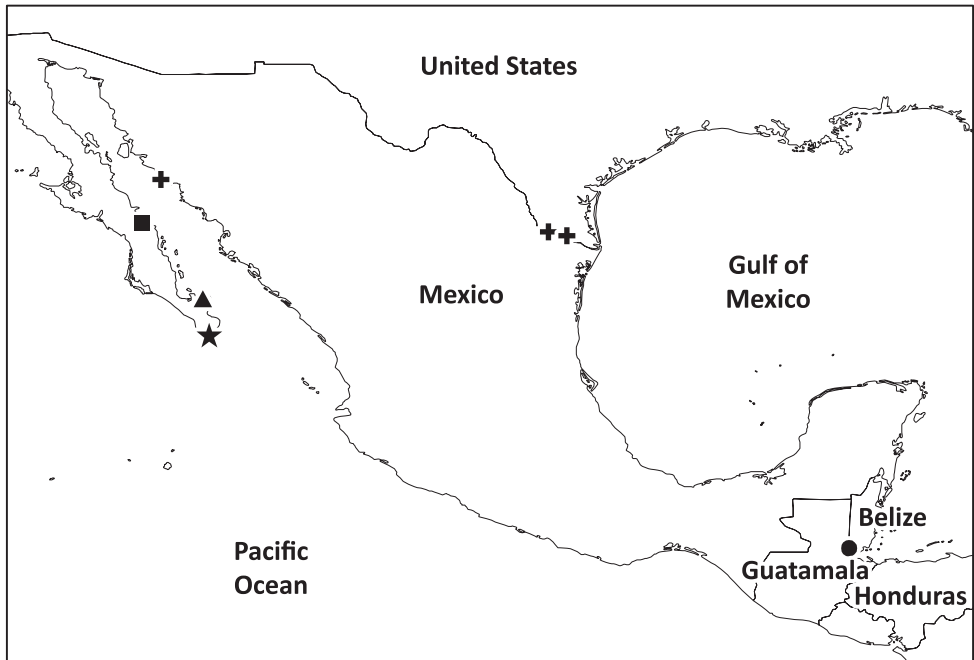 United States
Gulf of
Mexico
Mexico
Belize
Pacific
Ocean
Guatamala
Honduras